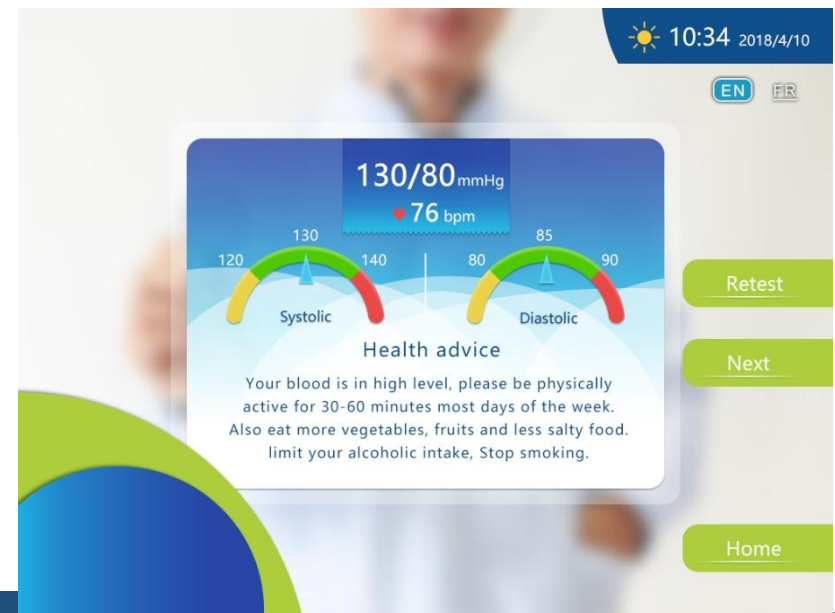 10:34 2018/4/10
EN FR
130/80 mmHg
76 bpm
130
120 140
Systolic
85
80 90
Diastolic
Health advice
Your blood is in high level, please be physically
active for 30-60 minutes most days of the week.
Also eat more vegetables, fruits and less salty food.
limit your alcoholic intake, Stop smoking.
Retest
Next
Home